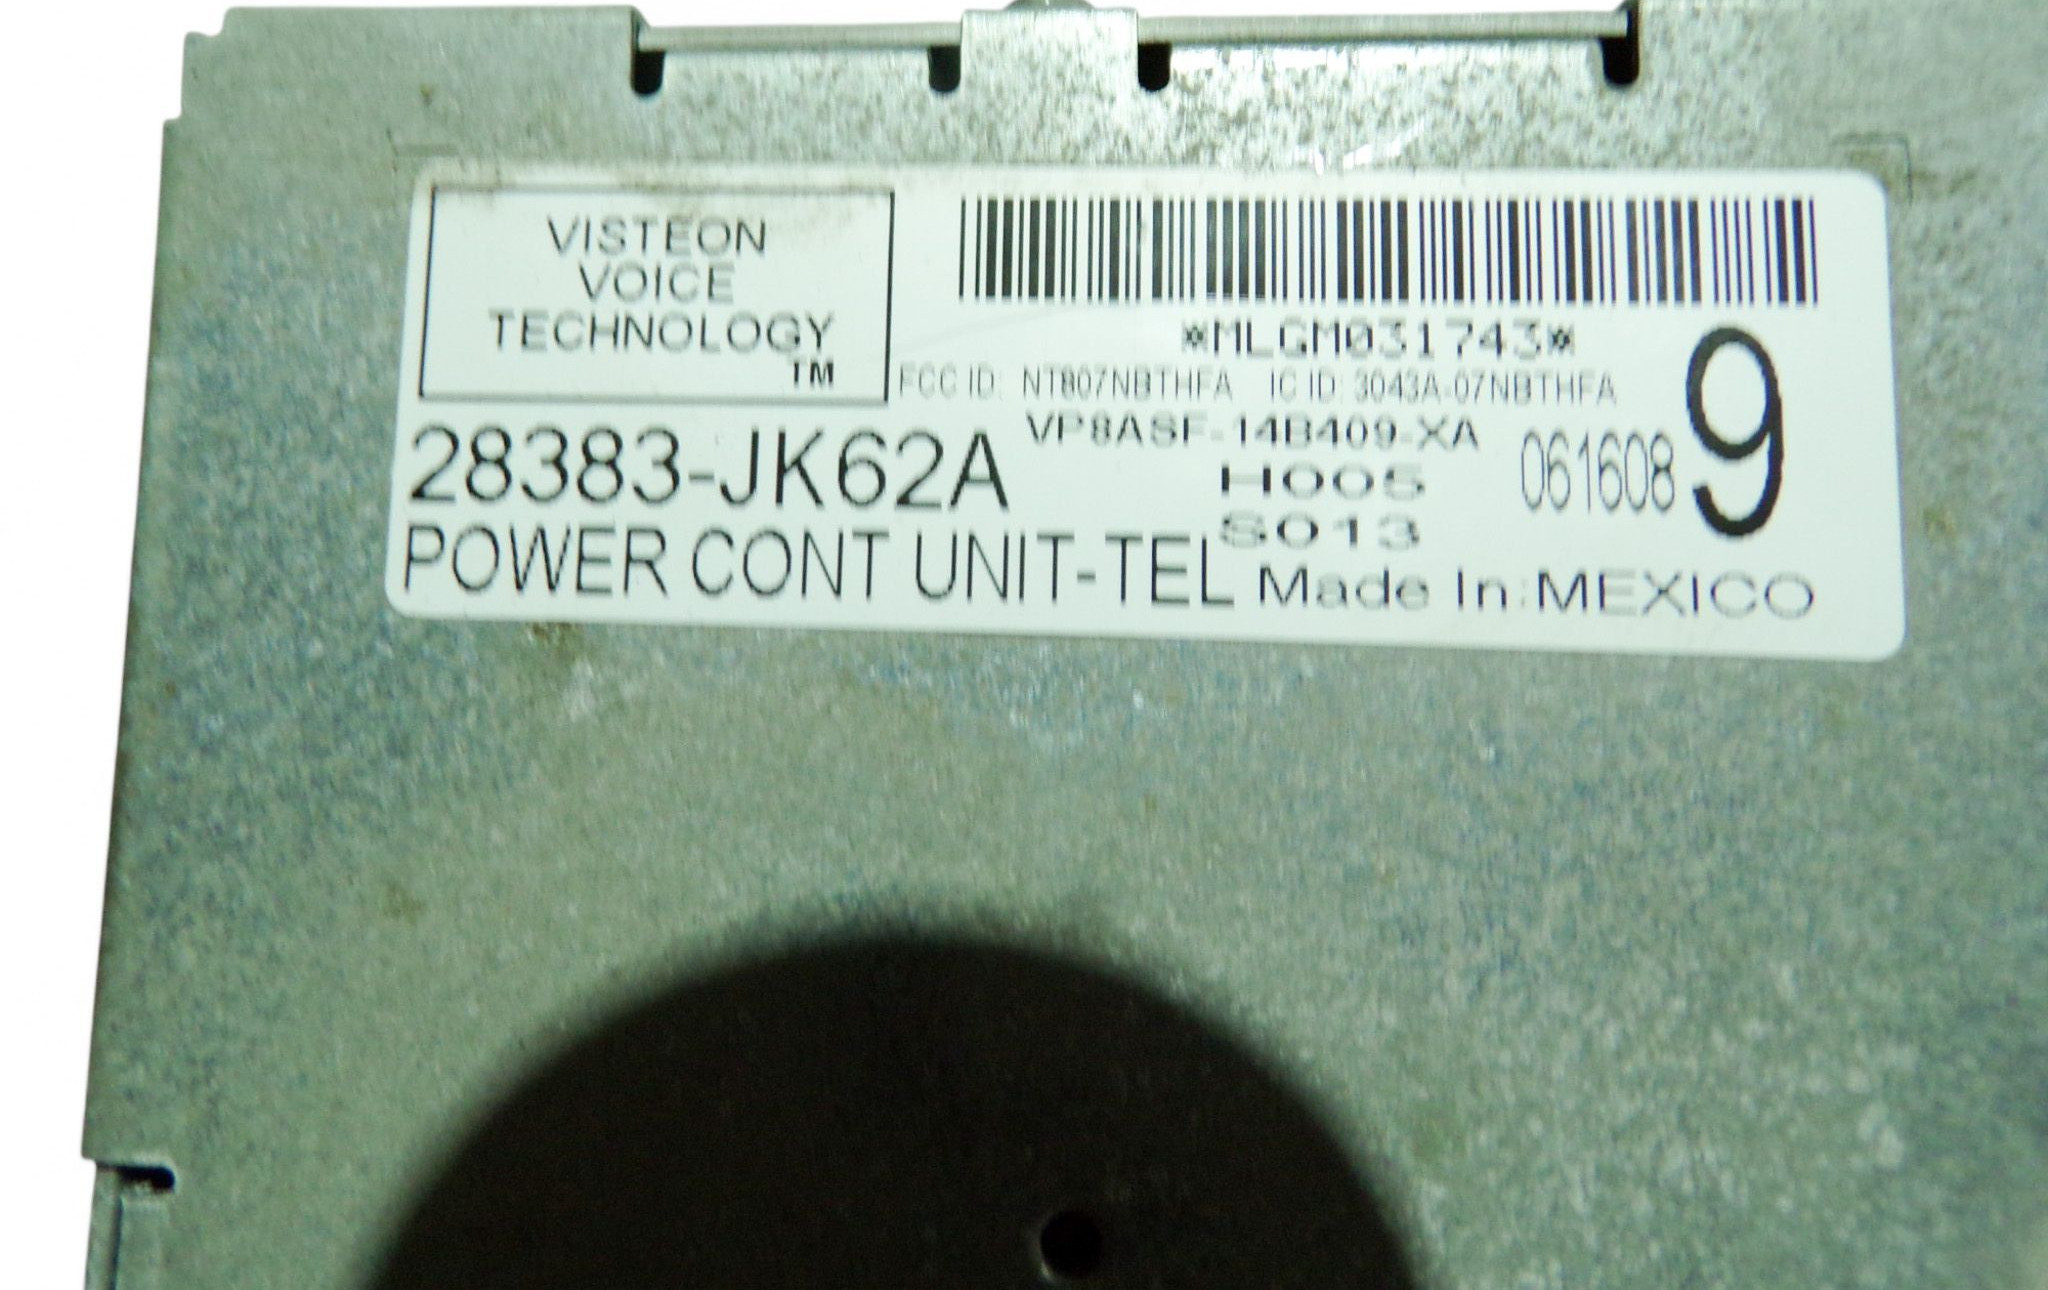 VISTEON
VOICE
TECHNOLOGY
TM
*MLGM031743*
FCC ID: NT807NBTHFA IC ID: 3043A-07NBTHFA
VP8ASF-14B409-XA
28383-JK62A
H005
061608
9
S013
POWER CONT UNIT-TEL
Made In: MEXICO